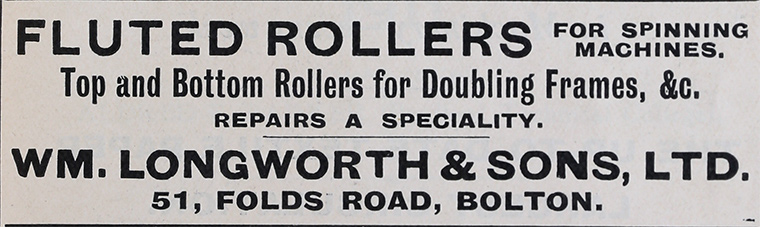 FLUTED ROLLERS FOR SPINNING MACHINES.
Top and Bottom Rollers for Doubling Frames, &c.
REPAIRS A SPECIALITY.
WM. LONGWORTH & SONS, LTD.
51, FOLDS ROAD, BOLTON.